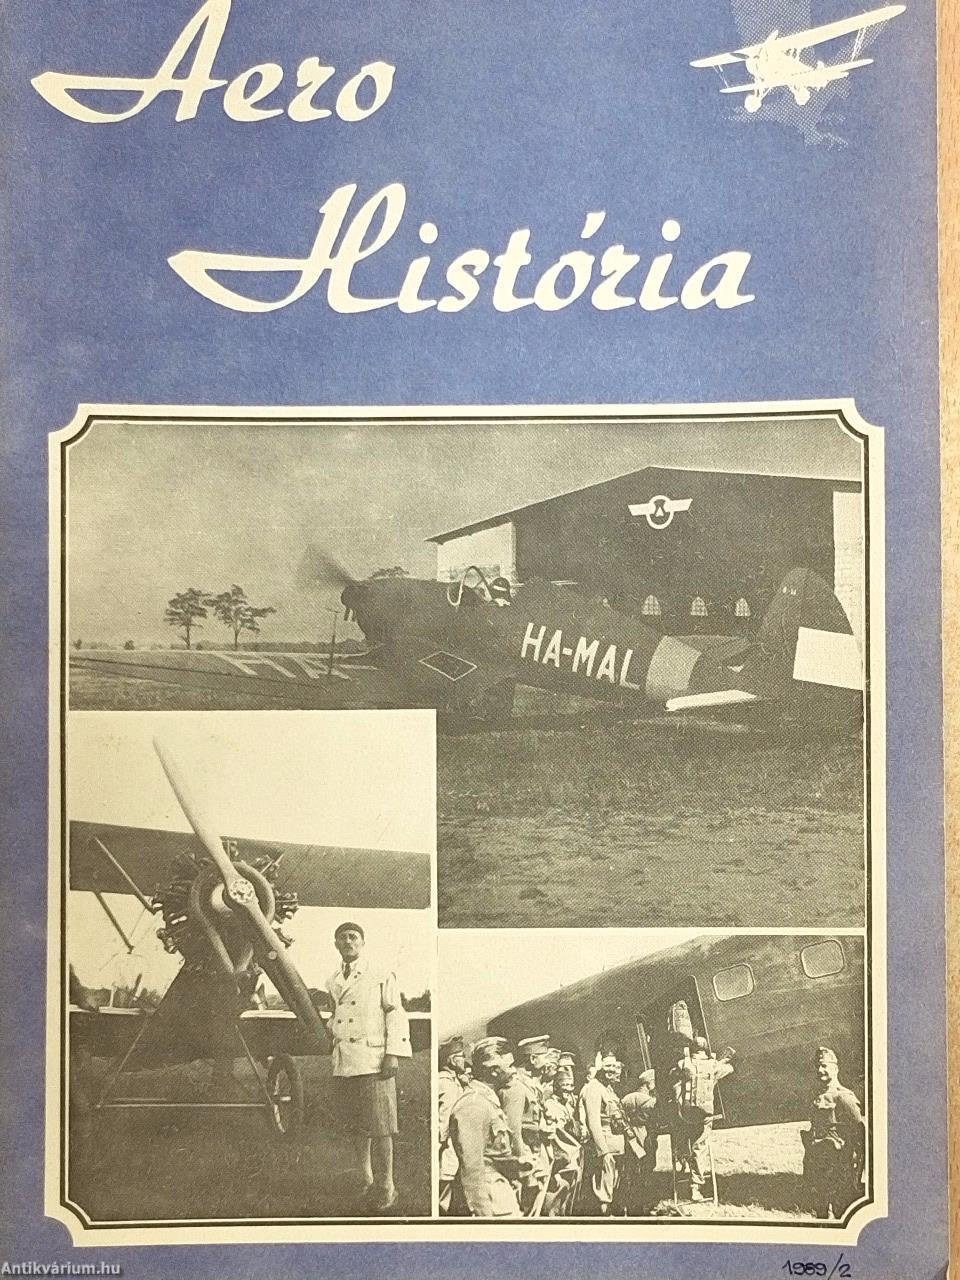 Aero
História
HA-MAL
Antikvárium.hu
1989/2